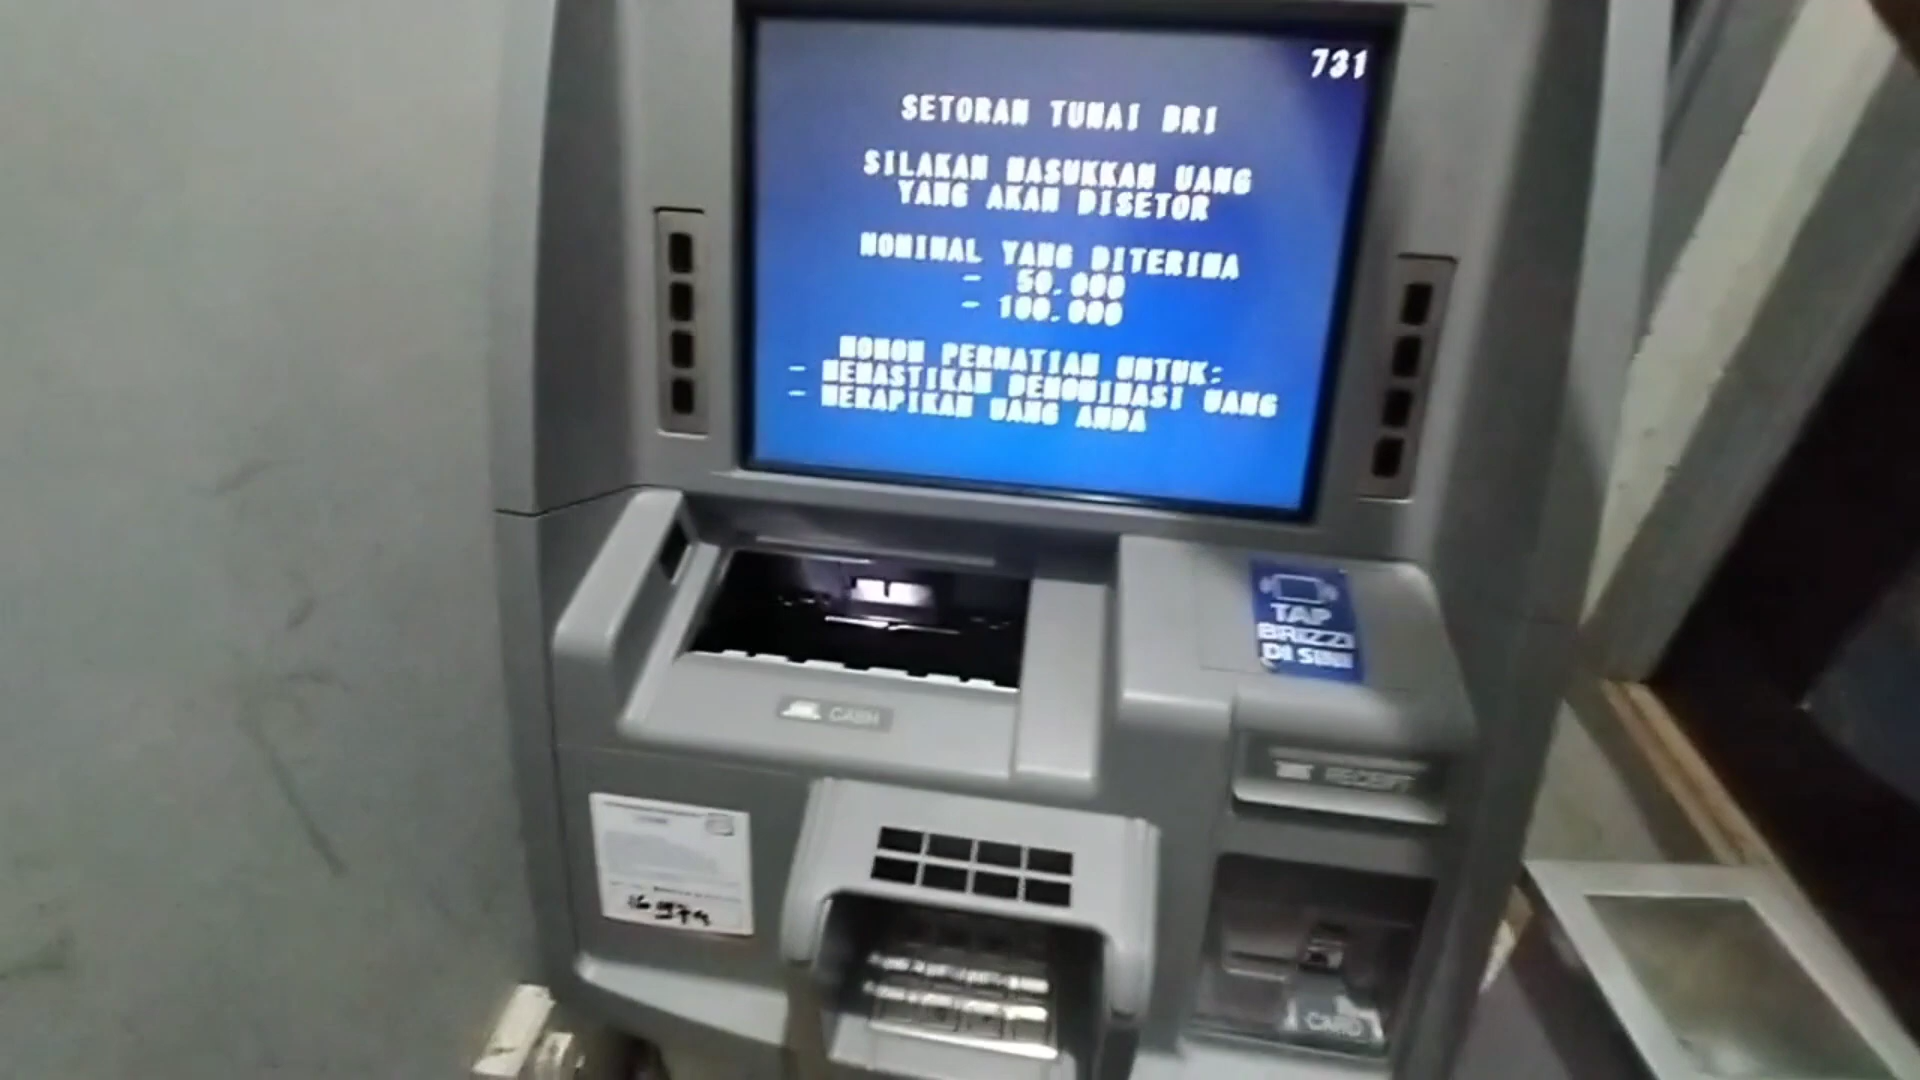 731
SETORAN TUNAI BRI
SILAKAN MASUKKAN UANG
YANG AKAN DISETOR
NOMINAL YANG DITERIMA
- 50.000
- 100.000
MOHON PERHATIAN UNTUK:
- MEMASTIKAN DENOMINASI UANG
- MERAPIKAN UANG ANDA
TAP
BRIZZI
DI SINI
CASH
RECEIPT
CARD